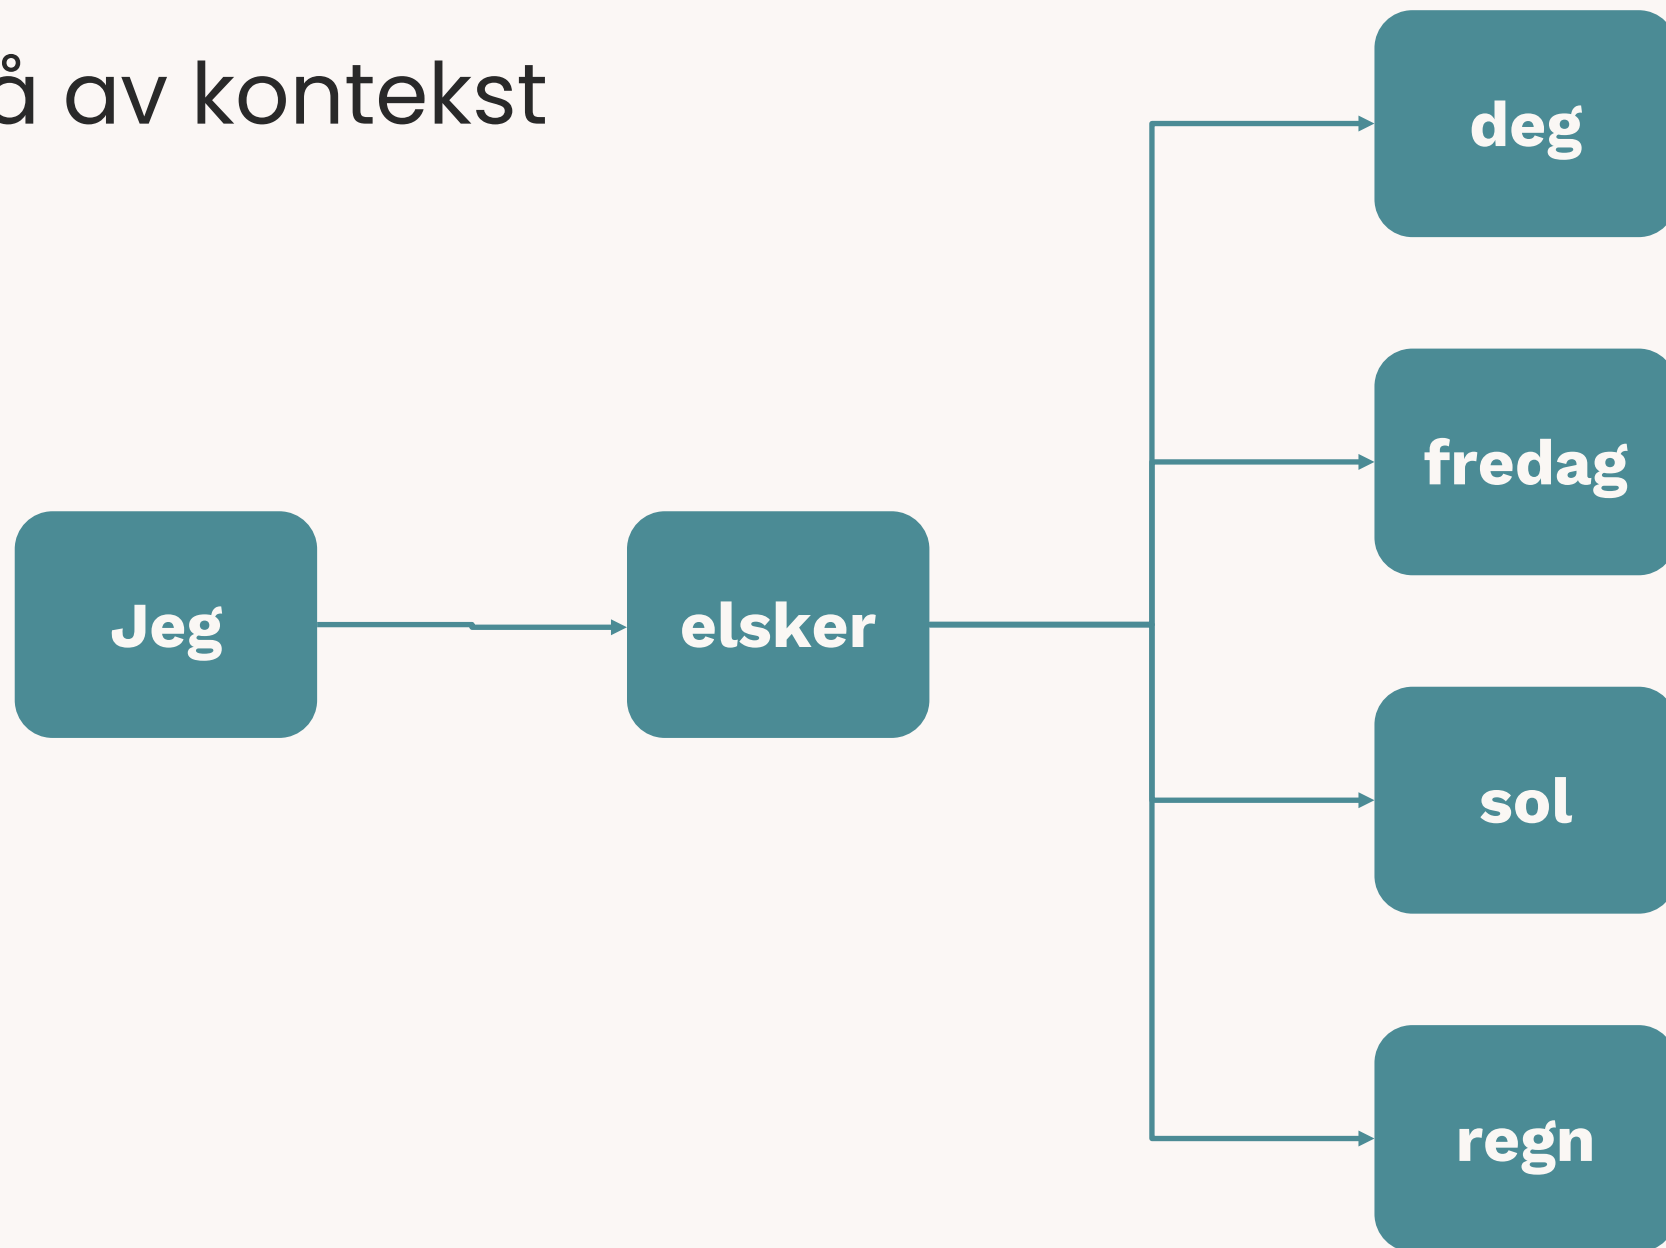 å av kontekst
deg
fredag
Jeg
elsker
sol
regn